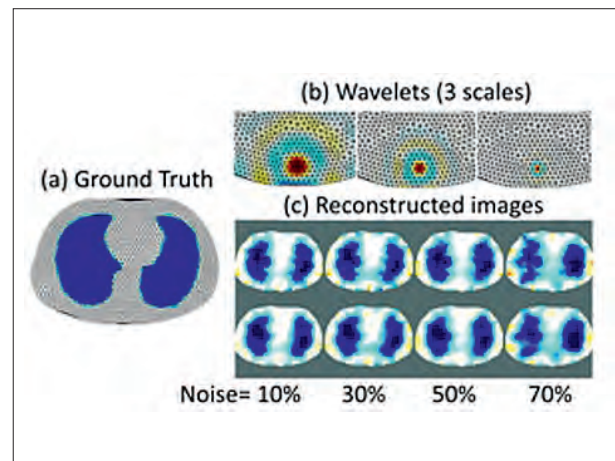 (b) Wavelets (3 scales)
(a) Ground Truth
(c) Reconstructed images
Noise= 10% 30% 50% 70%